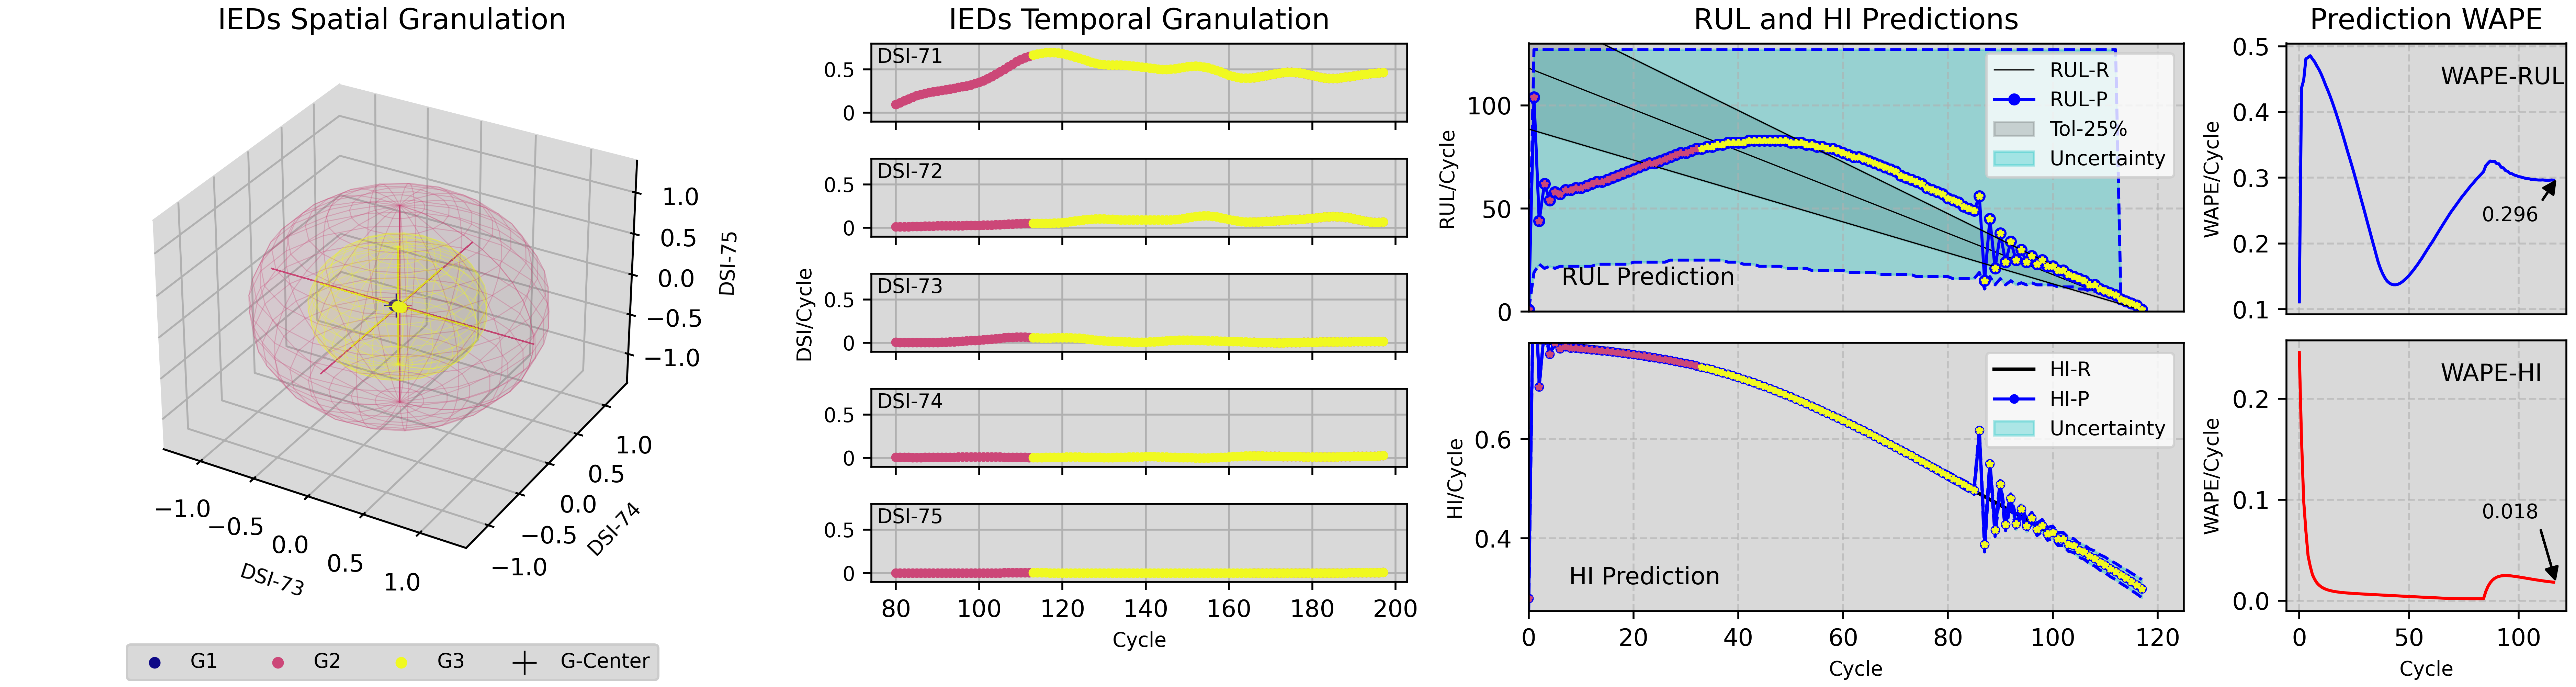 IEDs Spatial Granulation
1.0
0.5
0.0
−0.5
−1.0
DSI-75
1.0
0.5
0.0
−0.5
−1.0
DSI-74
−1.0
−0.5
0.0
0.5
1.0
DSI-73
G1 G2 G3 G-Center
IEDs Temporal Granulation
DSI-71
0.5
0
DSI-72
0.5
0
DSI-73
0.5
0
DSI-74
0.5
0
DSI-75
0.5
0
DSI/Cycle
80 100 120 140 160 180 200
Cycle
RUL and HI Predictions
RUL-R
RUL-P
Tol-25%
Uncertainty
100
50
0
RUL/Cycle
RUL Prediction
HI-R
HI-P
Uncertainty
0.6
0.4
HI/Cycle
HI Prediction
0 20 40 60 80 100 120
Cycle
Prediction WAPE
0.5
0.4
0.3
0.2
0.1
WAPE/Cycle
WAPE-RUL
0.296
0.2
0.1
0.0
WAPE/Cycle
WAPE-HI
0.018
0 50 100
Cycle